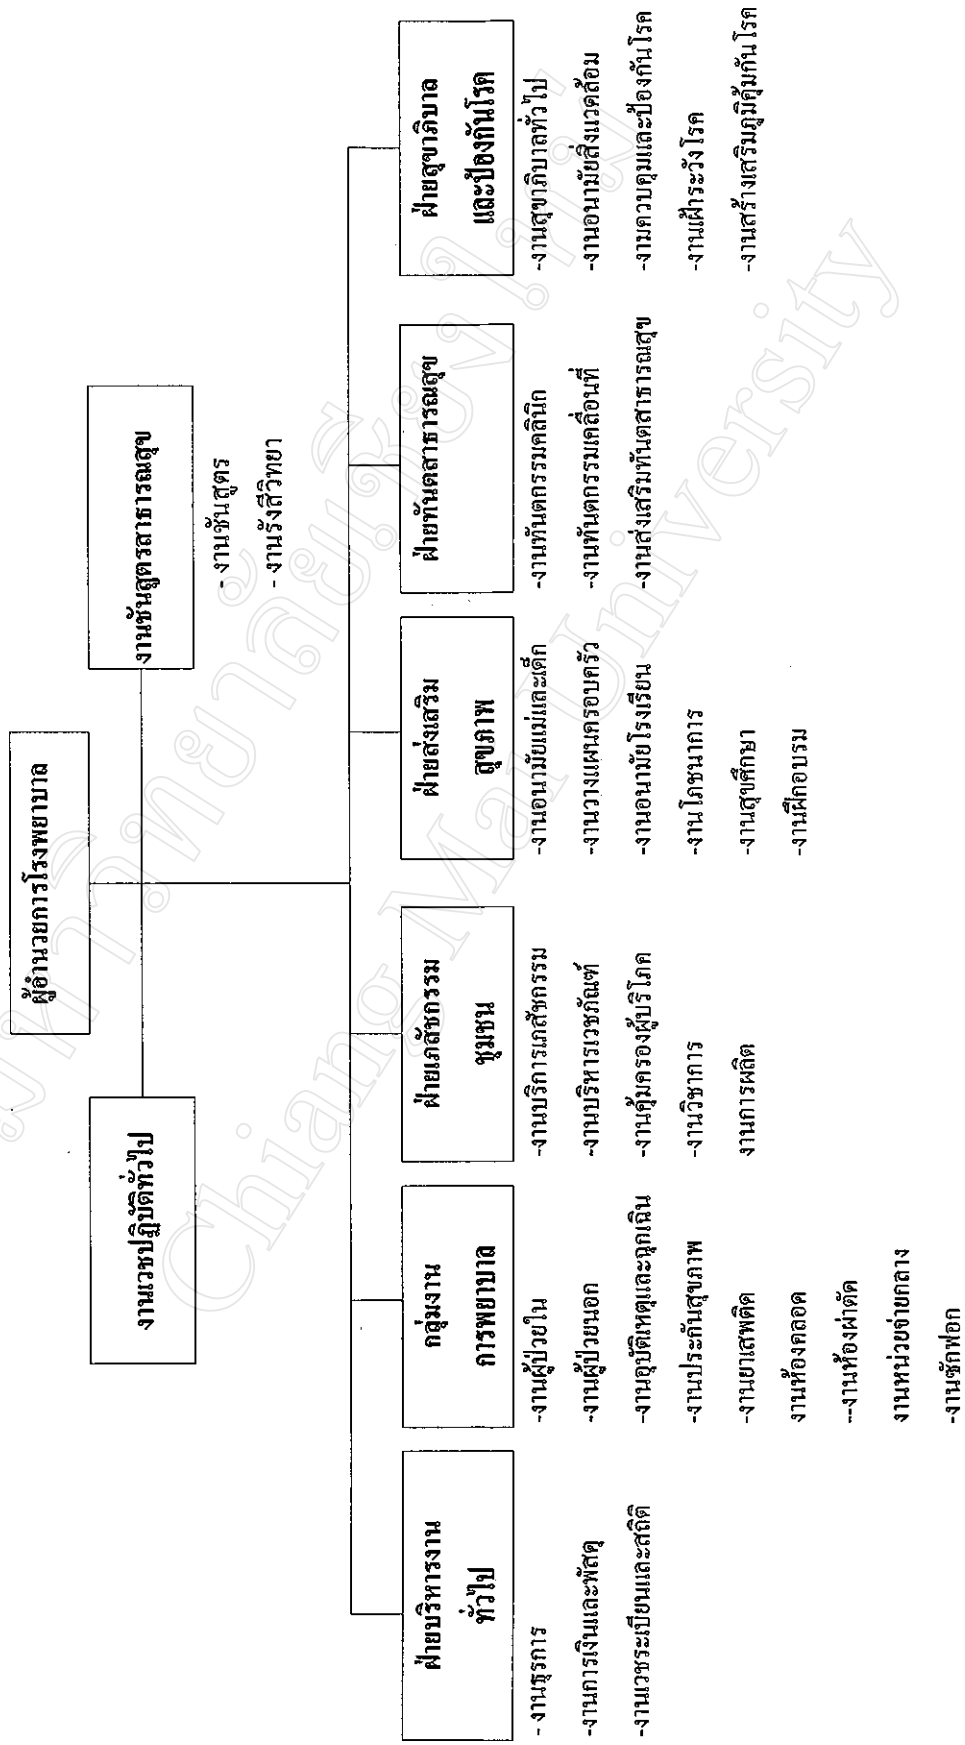 ผู้อำนวยการโรงพยาบาล
งานเวชปฏิบัติทั่วไป
งานชันสูตรสาธารณสุข
- งานชันสูตร
- งานรังสีวิทยา
ฝ่ายบริหารงาน
ทั่วไป
- งานธุรการ
-งานการเงินและพัสดุ
-งานเวชระเบียนและสถิติ
กลุ่มงาน
การพยาบาล
-งานผู้ป่วยใน
-งานผู้ป่วยนอก
-งานอุบัติเหตุและฉุกเฉิน
-งานประกันสุขภาพ
-งานยาเสพติด
งานห้องคลอด
--งานห้องผ่าตัด
งานหน่วยจ่ายกลาง
-งานซักฟอก
ฝ่ายเภสัชกรรม
ชุมชน
-งานบริการเภสัชกรรม
-งานบริหารเวชภัณฑ์
-งานคุ้มครองผู้บริโภค
-งานวิชาการ
งานการผลิต
ฝ่ายส่งเสริม
สุขภาพ
-งานอนามัยแม่และเด็ก
-งานวางแผนครอบครัว
-งานอนามัยโรงเรียน
-งานโภชนาการ
-งานสุขศึกษา
-งานฝึกอบรม
ฝ่ายทันตสาธารณสุข
-งานทันตกรรมคลินิก
-งานทันตกรรมเคลื่อนที่
-งานส่งเสริมทันตสาธารณสุข
ฝ่ายสุขาภิบาล
และป้องกันโรค
-งานสุขาภิบาลทั่วไป
-งานอนามัยสิ่งแวดล้อม
-งามควบคุมและป้องกันโรค
-งานเฝ้าระวังโรค
-งานสร้างเสริมภูมิคุ้มกันโรค
มหาวิทยาลัยเชียงใหม่
Chiang Mai University